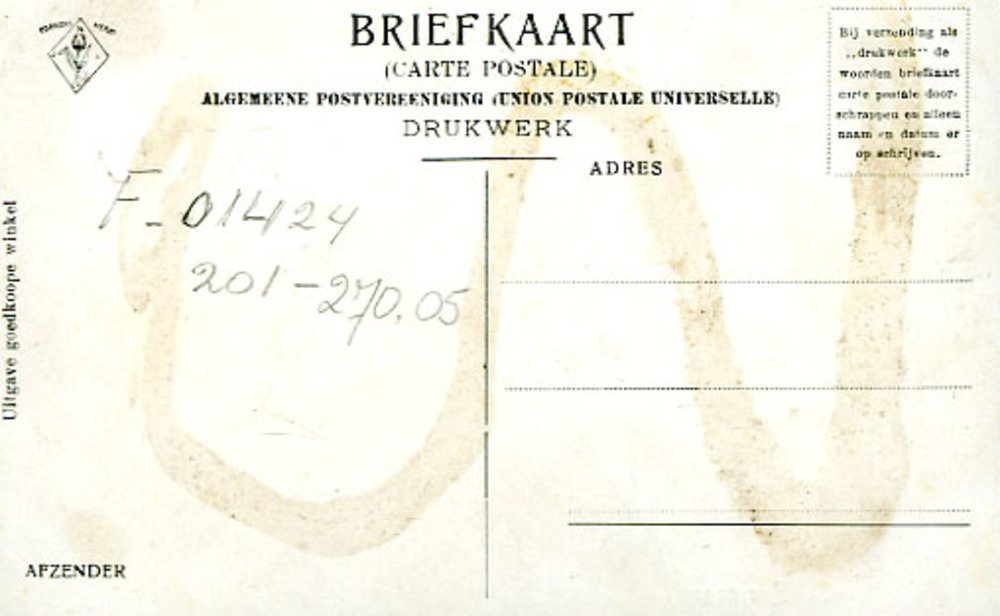 BRIEFKAART
(CARTE POSTALE)
ALGEMEENE POSTVEREENIGING (UNION POSTALE UNIVERSELLE)
DRUKWERK
Bij verzending als
„drukwerk" de
woorden briefkaart
carte postale door-
schrappen en alleen
naam en datum er
op schrijven.
ADRES
F-01424
201-270.05
Uitgave goedkoope winkel
AFZENDER